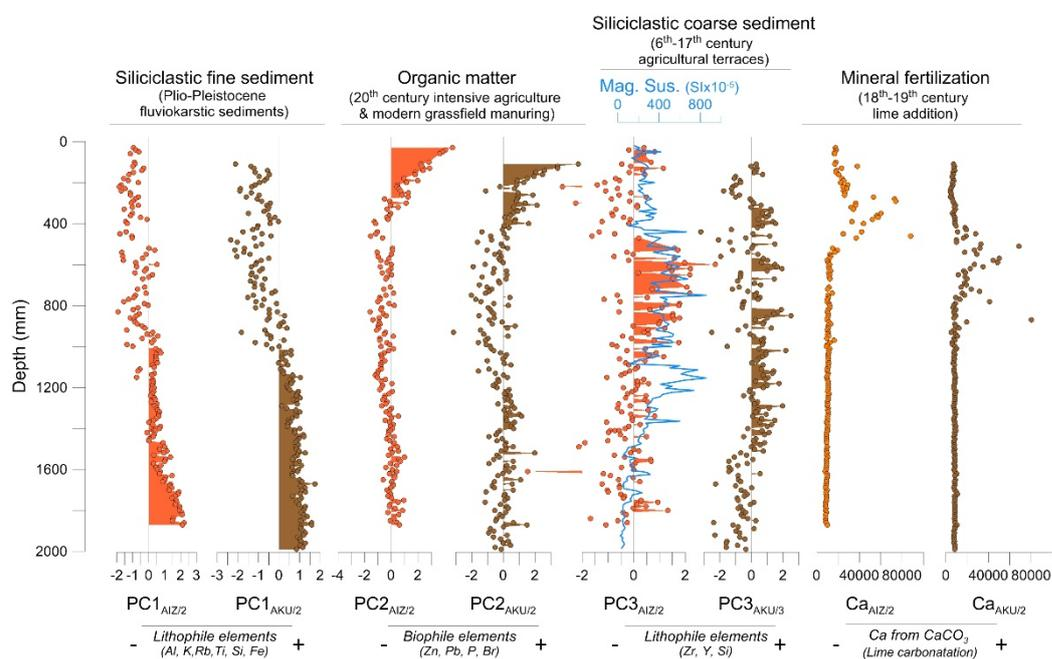 Siliciclastic coarse sediment
(6th-17th century
agricultural terraces)
Siliciclastic fine sediment
(Plio-Pleistocene
fluviokarstic sediments)
Organic matter
(20th century intensive agriculture
& modern grassfield manuring)
Mag. Sus. (SIx10-5)
0 400 800
Mineral fertilization
(18th-19th century
lime addition)
Depth (mm)
0
400
800
1200
1600
2000
-2 -1 0 1 2 3
-3 -2 -1 0 1 2
-4 -2 0 2
-2 0 2
-2 0 2
-2 0 2
0 40000 80000
0 40000 80000
PC1AIZ/2 PC1AKU/2 PC2AIZ/2 PC2AKU/2 PC3AIZ/2 PC3AKU/3 CaAIZ/2 CaAKU/2
- Lithophile elements +
(Al, K,Rb,Ti, Si, Fe)
- Biophile elements +
(Zn, Pb, P, Br)
- Lithophile elements +
(Zr, Y, Si)
- Ca from CaCO3 +
(Lime carbonatation)